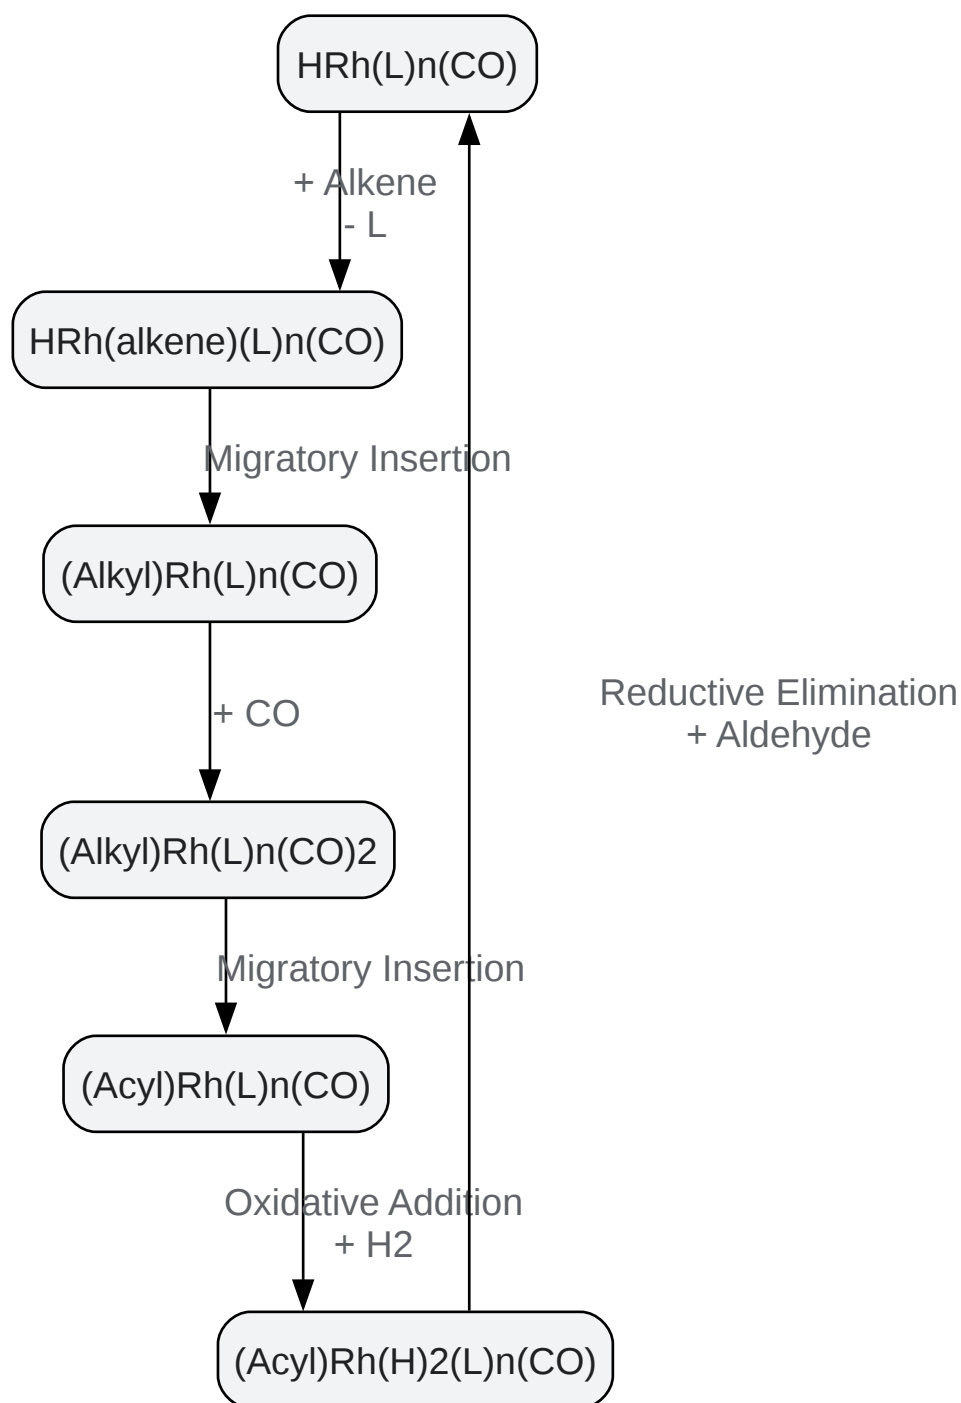 HRh(L)n(CO)
+ Alkene
- L
HRh(alkene)(L)n(CO)
Migratory Insertion
(Alkyl)Rh(L)n(CO)
+ CO
Reductive Elimination
+ Aldehyde
(Alkyl)Rh(L)n(CO)2
Migratory Insertion
(Acyl)Rh(L)n(CO)
Oxidative Addition
+ H2
(Acyl)Rh(H)2(L)n(CO)